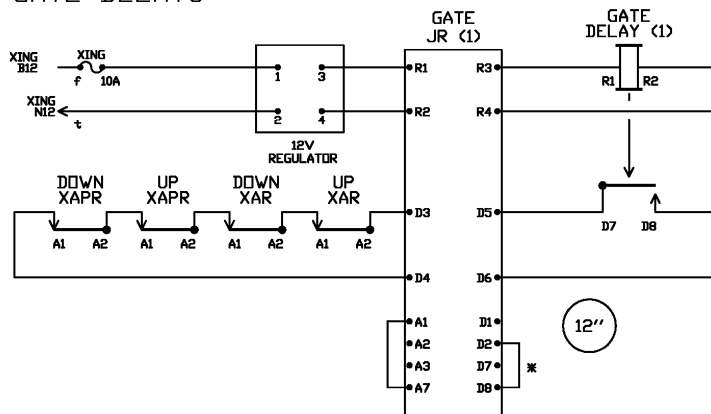 GATE
JR (1)
GATE
DELAY (1)
XING
B12
XING
f 10A
1 3
R1
R3
R1 R2
XING
N12
t
2 4
R2
R4
12V
REGULATOR
DOWN
XAPR
UP
XAPR
DOWN
XAR
UP
XAR
A1 A2
A1 A2
A1 A2
A1 A2
D3
D5
D7 D8
D4
D6
A1
D1
A2
D2
A3
D7
*
A7
D8
12''